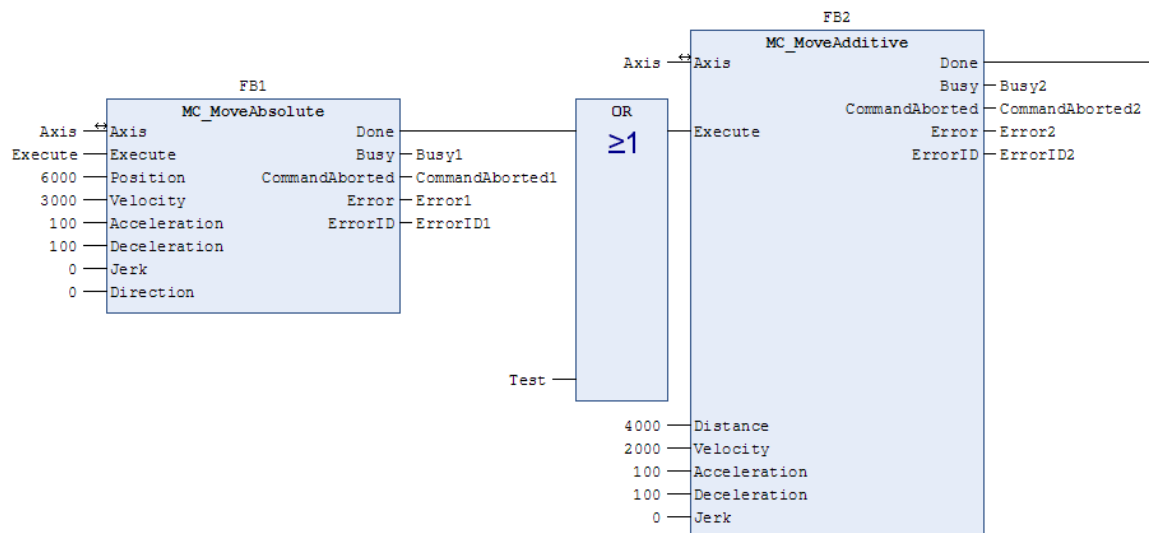 FB1
MC_MoveAbsolute
Axis Axis Done
Execute Execute Busy Busy1
6000 Position CommandAborted CommandAborted1
3000 Velocity Error Error1
100 Acceleration ErrorID ErrorID1
100 Deceleration
0 Jerk
0 Direction
OR
≥1
Test
FB2
MC_MoveAdditive
Axis Axis Done
Busy Busy2
CommandAborted CommandAborted2
Execute Error Error2
ErrorID ErrorID2
4000 Distance
2000 Velocity
100 Acceleration
100 Deceleration
0 Jerk